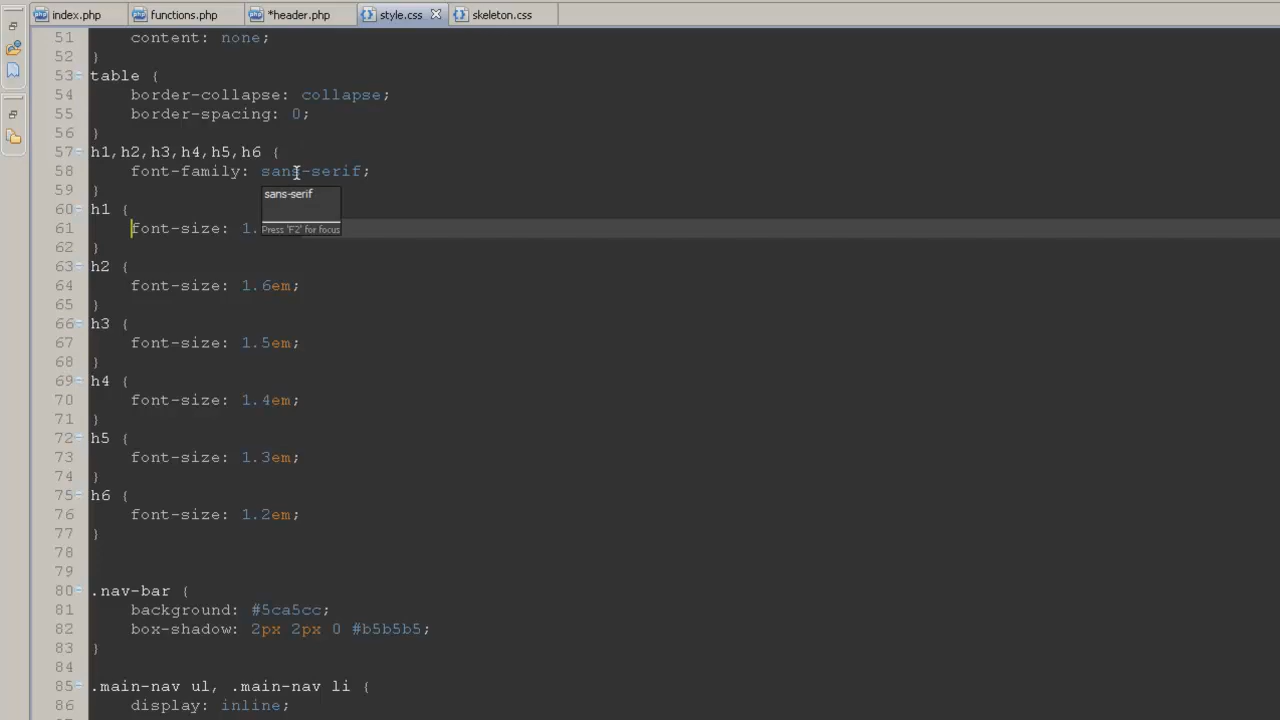 index.php functions.php *header.php style.css skeleton.css
51 content: none;
52 }
53 table {
54 border-collapse: collapse;
55 border-spacing: 0;
56 }
57 h1,h2,h3,h4,h5,h6 {
58 font-family: sans-serif;
59 }
sans-serif
60 h1 {
61 font-size: 1.
Press 'F2' for focus
62 }
63 h2 {
64 font-size: 1.6em;
65 }
66 h3 {
67 font-size: 1.5em;
68 }
69 h4 {
70 font-size: 1.4em;
71 }
72 h5 {
73 font-size: 1.3em;
74 }
75 h6 {
76 font-size: 1.2em;
77 }
78
79
80 .nav-bar {
81 background: #5ca5cc;
82 box-shadow: 2px 2px 0 #b5b5b5;
83 }
84
85 .main-nav ul, .main-nav li {
86 display: inline;